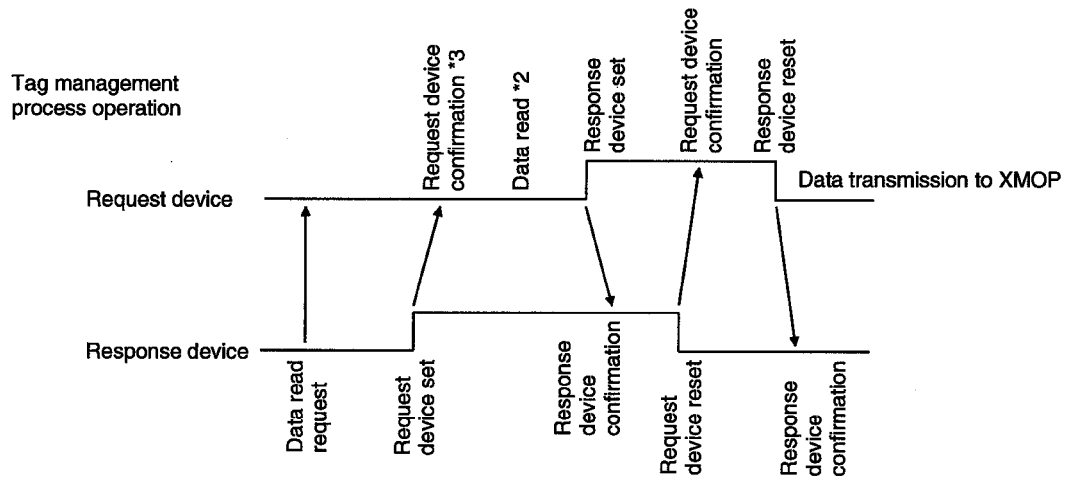 Tag management
process operation
Request device
confirmation *3
Data read *2
Response
device set
Request device
confirmation
Response
device reset
Request device
Data transmission to XMOP
Response device
Data read
request
Request
device set
Response
device
confirmation
Request
device reset
Response
device
confirmation